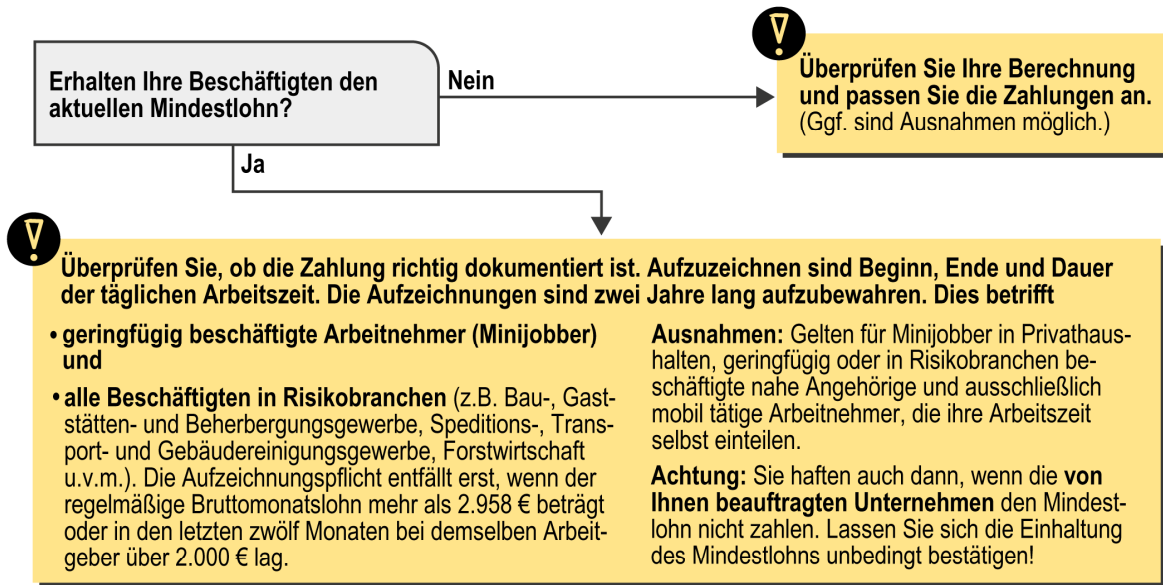 Erhalten Ihre Beschäftigten den
aktuellen Mindestlohn?
Nein
Überprüfen Sie Ihre Berechnung
und passen Sie die Zahlungen an.
(Ggf. sind Ausnahmen möglich.)
Ja
Überprüfen Sie, ob die Zahlung richtig dokumentiert ist. Aufzuzeichnen sind Beginn, Ende und Dauer
der täglichen Arbeitszeit. Die Aufzeichnungen sind zwei Jahre lang aufzubewahren. Dies betrifft
• geringfügig beschäftigte Arbeitnehmer (Minijobber)
und
• alle Beschäftigten in Risikobranchen (z.B. Bau-, Gast-
stätten- und Beherbergungsgewerbe, Speditions-, Trans-
port- und Gebäudereinigungsgewerbe, Forstwirtschaft
u.v.m.). Die Aufzeichnungspflicht entfällt erst, wenn der
regelmäßige Bruttomonatslohn mehr als 2.958 € beträgt
oder in den letzten zwölf Monaten bei demselben Arbeit-
geber über 2.000 € lag.
Ausnahmen: Gelten für Minijobber in Privathaus-
halten, geringfügig oder in Risikobranchen be-
schäftigte nahe Angehörige und ausschließlich
mobil tätige Arbeitnehmer, die ihre Arbeitszeit
selbst einteilen.
Achtung: Sie haften auch dann, wenn die von
Ihnen beauftragten Unternehmen den Mindest-
lohn nicht zahlen. Lassen Sie sich die Einhaltung
des Mindestlohns unbedingt bestätigen!